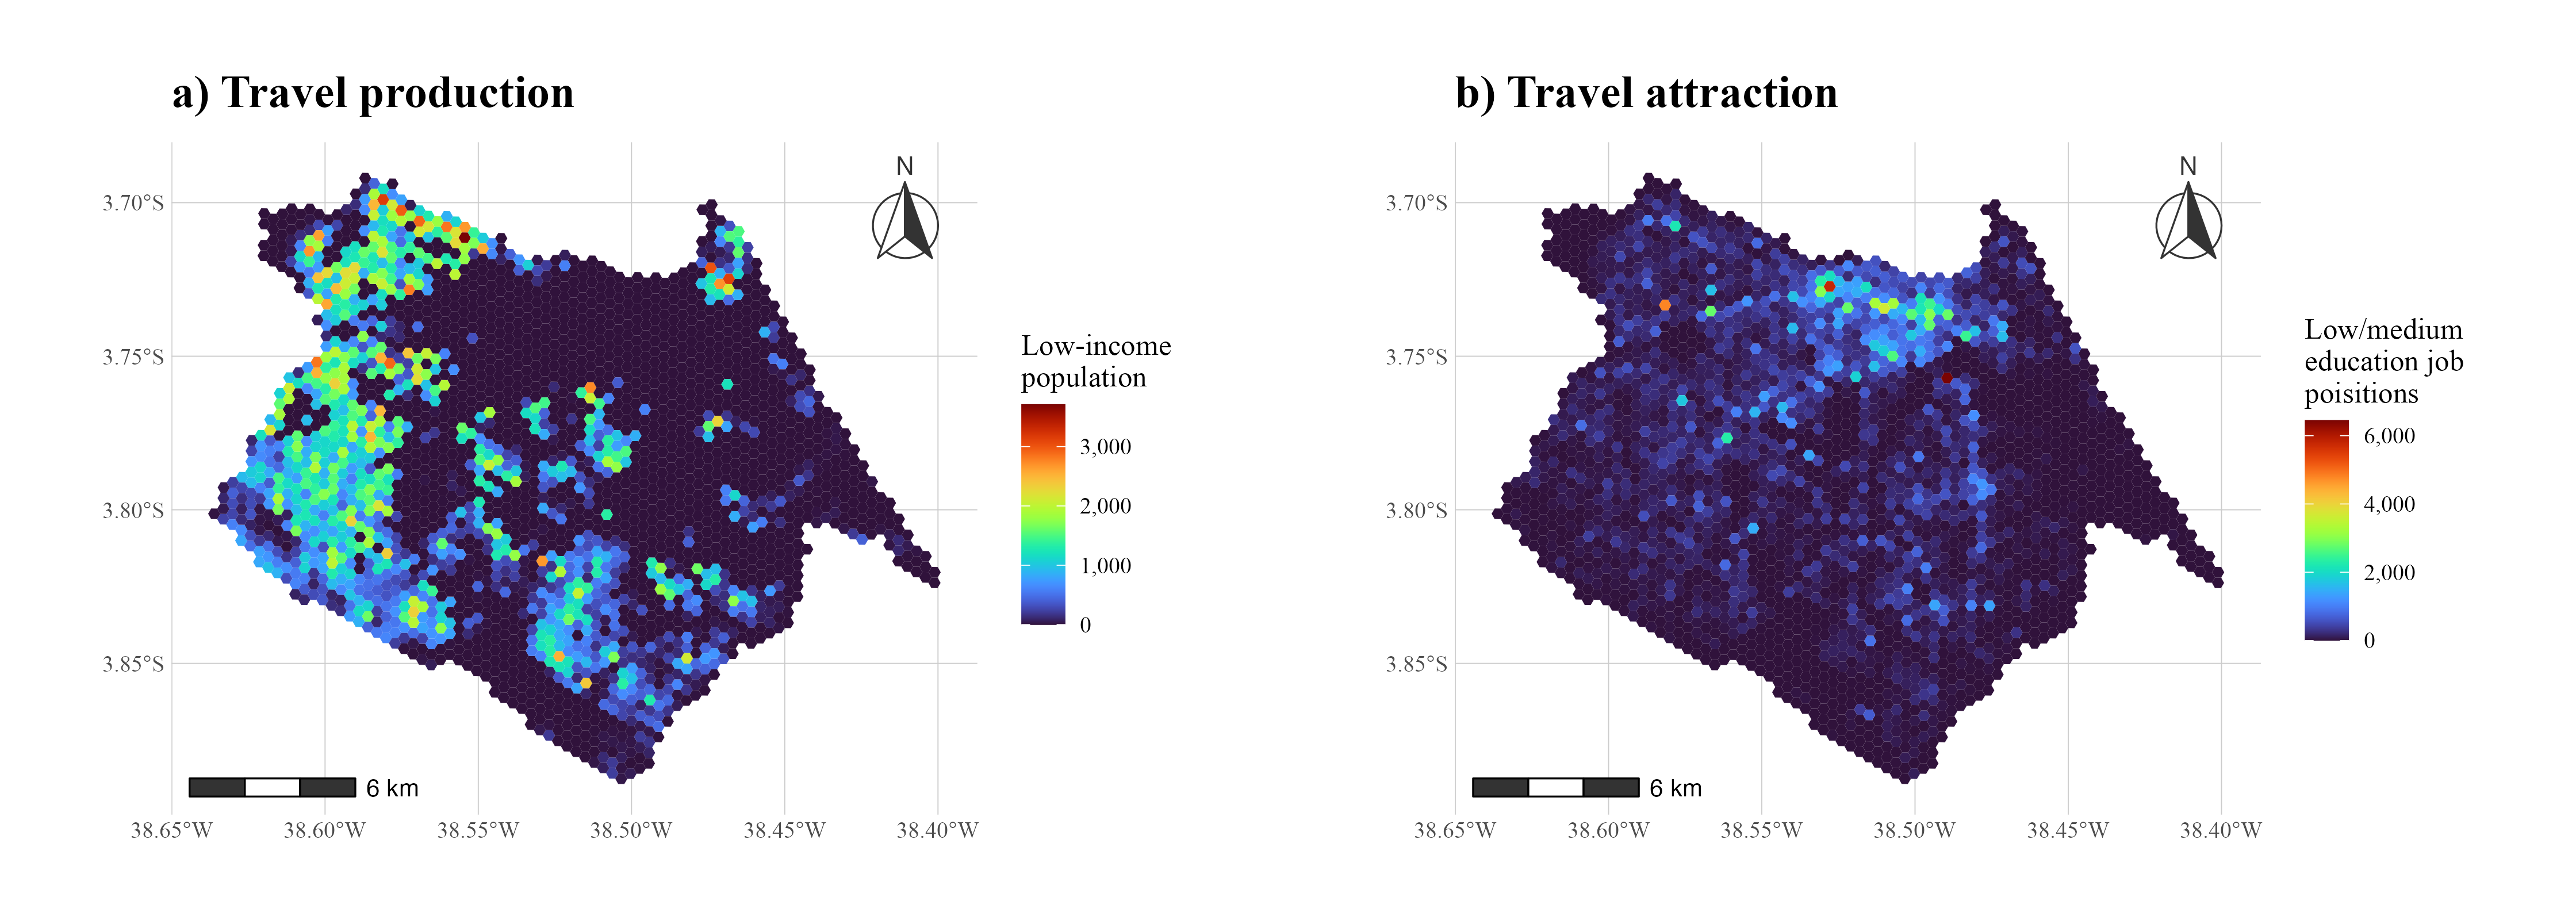 a) Travel production
N
3.70°S
3.75°S
3.80°S
3.85°S
38.65°W 38.60°W 38.55°W 38.50°W 38.45°W 38.40°W
6 km
Low-income
population
3,000
2,000
1,000
0
b) Travel attraction
N
3.70°S
3.75°S
3.80°S
3.85°S
38.65°W 38.60°W 38.55°W 38.50°W 38.45°W 38.40°W
6 km
Low/medium
education job
poisitions
6,000
4,000
2,000
0